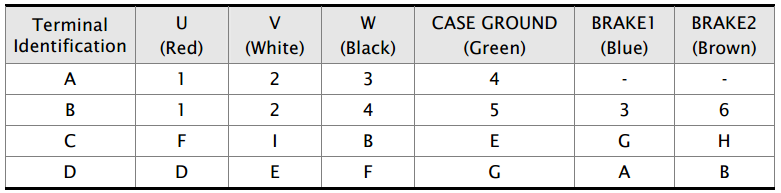 Terminal Identification U (Red) V (White) W (Black) CASE GROUND (Green) BRAKE1 (Blue) BRAKE2 (Brown)
A 1 2 3 4 - -
B 1 2 4 5 3 6
C F I B E G H
D D E F G A B